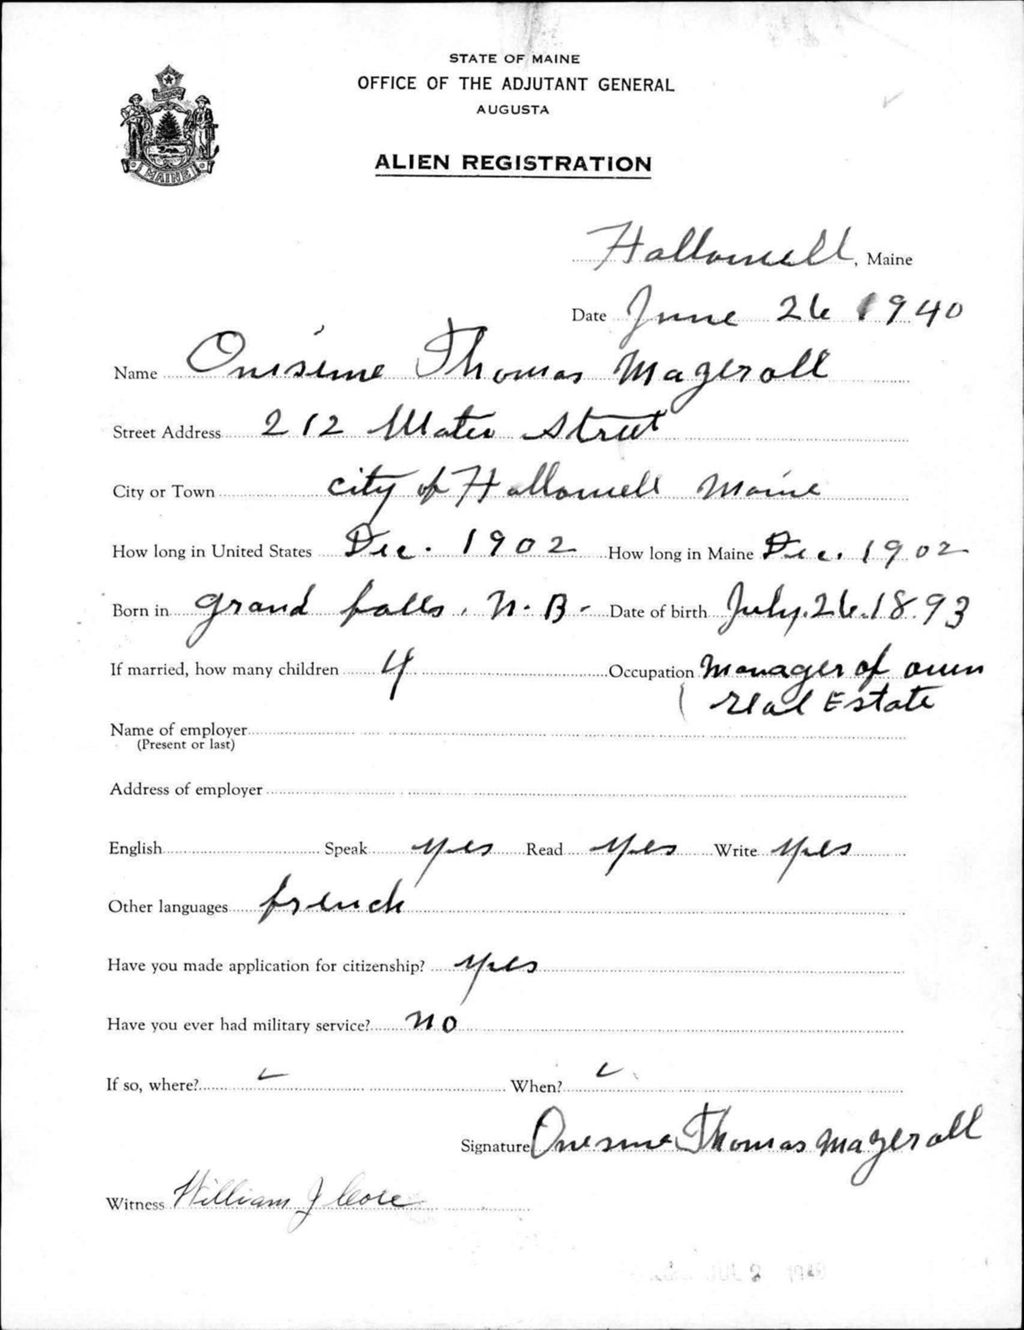 STATE OF MAINE
OFFICE OF THE ADJUTANT GENERAL
AUGUSTA
ALIEN REGISTRATION
MAINE
Hallowell, Maine
Date June 26 1940
Name Onésime Thomas Mazerall
Street Address 212 Water Street
City or Town city of Hallowell Maine
How long in United States Dec. 1902 How long in Maine Dec. 1902
Born in grand falls, N.B- Date of birth July. 26. 1893
If married, how many children 4 Occupation Manager of own
( real Estate
Name of employer
(Present or last)
Address of employer
English Speak yes Read yes Write yes
Other languages french
Have you made application for citizenship? yes
Have you ever had military service? no
If so, where? When?
Signature Onesime Thomas Mazerall
Witness William J